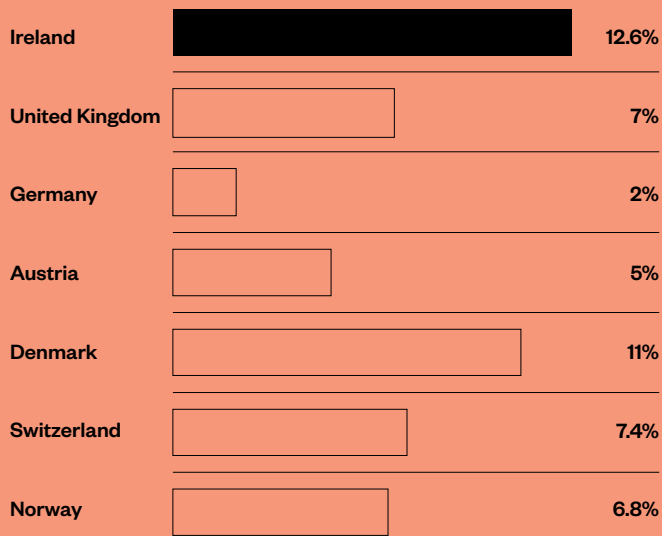 Ireland 12.6%
United Kingdom 7%
Germany 2%
Austria 5%
Denmark 11%
Switzerland 7.4%
Norway 6.8%